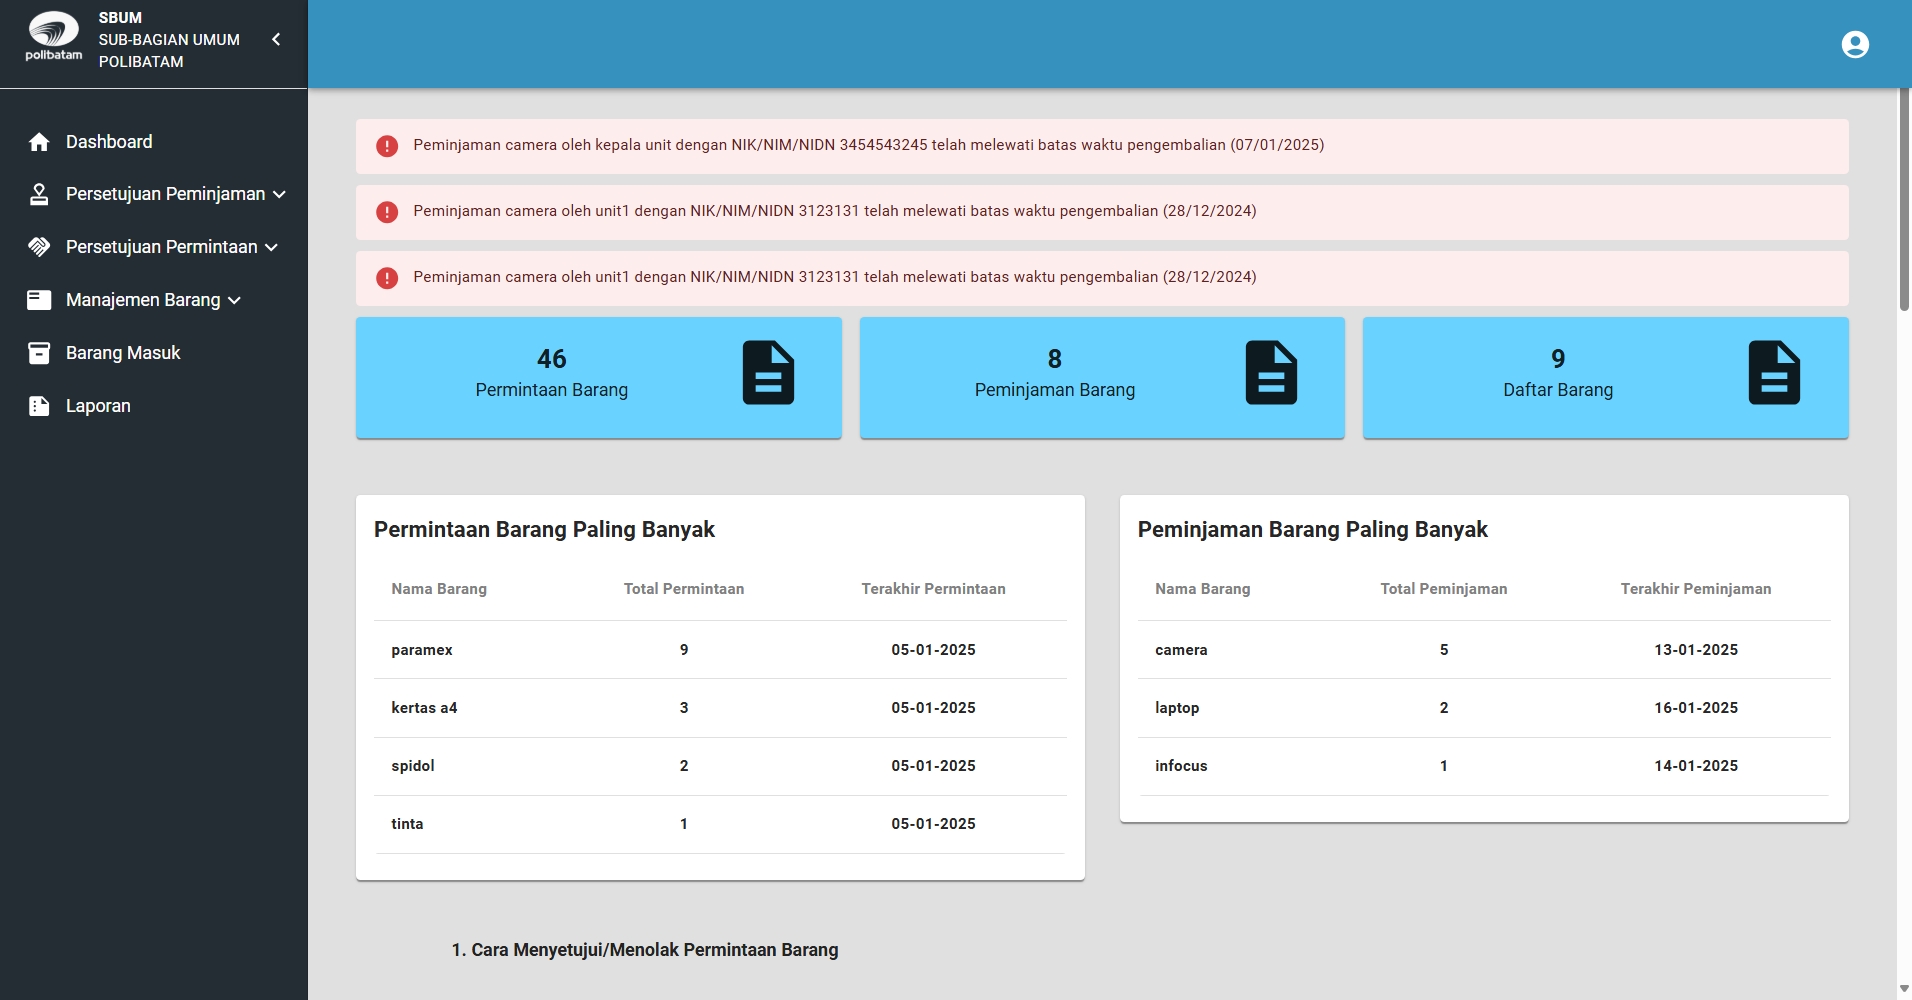 polibatam
SBUM
SUB-BAGIAN UMUM
POLIBATAM
Dashboard
Persetujuan Peminjaman
Persetujuan Permintaan
Manajemen Barang
Barang Masuk
Laporan
Peminjaman camera oleh kepala unit dengan NIK/NIM/NIDN 3454543245 telah melewati batas waktu pengembalian (07/01/2025)
Peminjaman camera oleh unit1 dengan NIK/NIM/NIDN 3123131 telah melewati batas waktu pengembalian (28/12/2024)
Peminjaman camera oleh unit1 dengan NIK/NIM/NIDN 3123131 telah melewati batas waktu pengembalian (28/12/2024)
46
Permintaan Barang
8
Peminjaman Barang
9
Daftar Barang
Permintaan Barang Paling Banyak
Nama Barang Total Permintaan Terakhir Permintaan
paramex 9 05-01-2025
kertas a4 3 05-01-2025
spidol 2 05-01-2025
tinta 1 05-01-2025
Peminjaman Barang Paling Banyak
Nama Barang Total Peminjaman Terakhir Peminjaman
camera 5 13-01-2025
laptop 2 16-01-2025
infocus 1 14-01-2025
1. Cara Menyetujui/Menolak Permintaan Barang